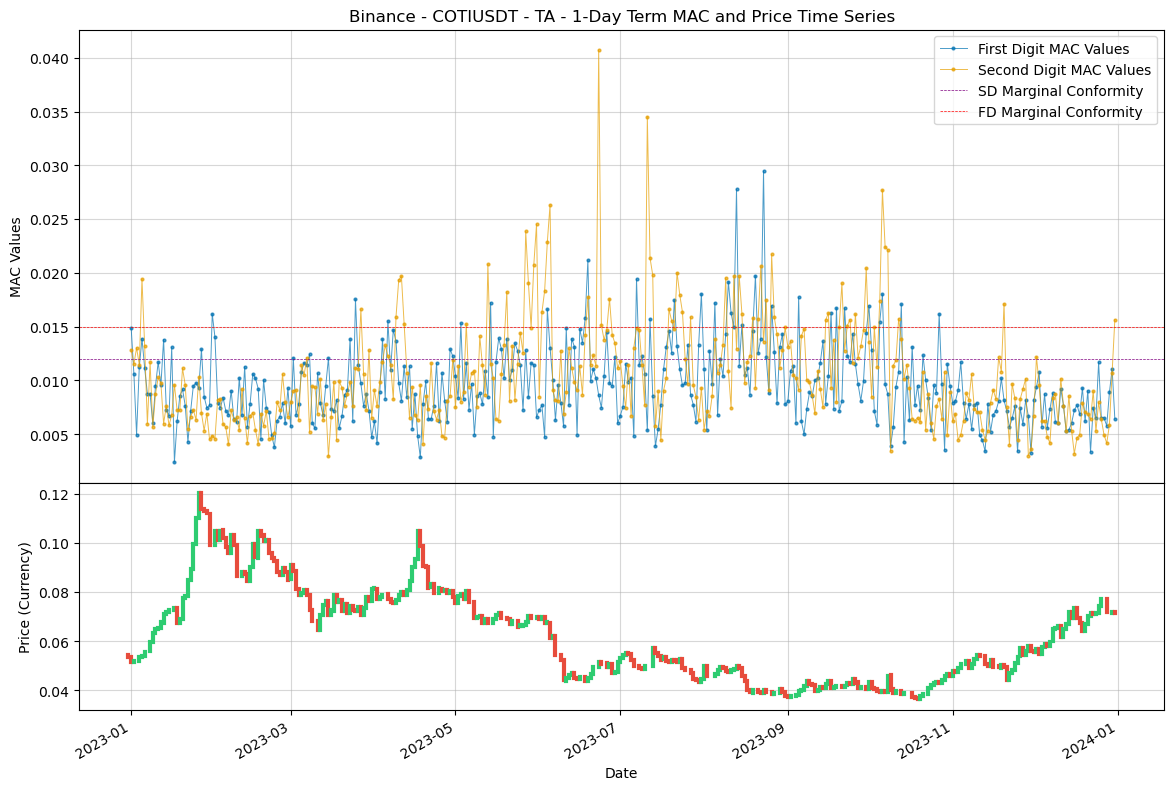 Binance - COTIUSDT - TA - 1-Day Term MAC and Price Time Series
First Digit MAC Values
Second Digit MAC Values
SD Marginal Conformity
FD Marginal Conformity
MAC Values
0.040
0.035
0.030
0.025
0.020
0.015
0.010
0.005
Price (Currency)
0.12
0.10
0.08
0.06
0.04
2023-01
2023-03
2023-05
2023-07
2023-09
2023-11
2024-01
Date